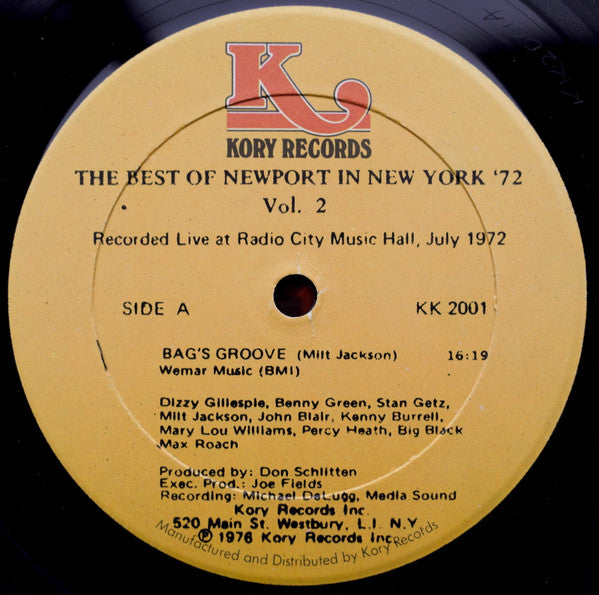 K
KORY RECORDS
THE BEST OF NEWPORT IN NEW YORK '72
Vol. 2
Recorded Live at Radio City Music Hall, July 1972
SIDE A
KK 2001
BAG'S GROOVE (Milt Jackson) 16:19
Wemar Music (BMI)
Dizzy Gillespie, Benny Green, Stan Getz,
Milt Jackson, John Blair, Kenny Burrell,
Mary Lou Williams, Percy Heath, Big Black
Max Roach
Produced by: Don Schlitten
Exec. Prod.: Joe Fields
Recording: Michael DeLugg, Media Sound
Kory Records Inc.
520 Main St. Westbury, L.I. N.Y.
℗ 1976 Kory Records Inc.
Manufactured and Distributed by Kory Records